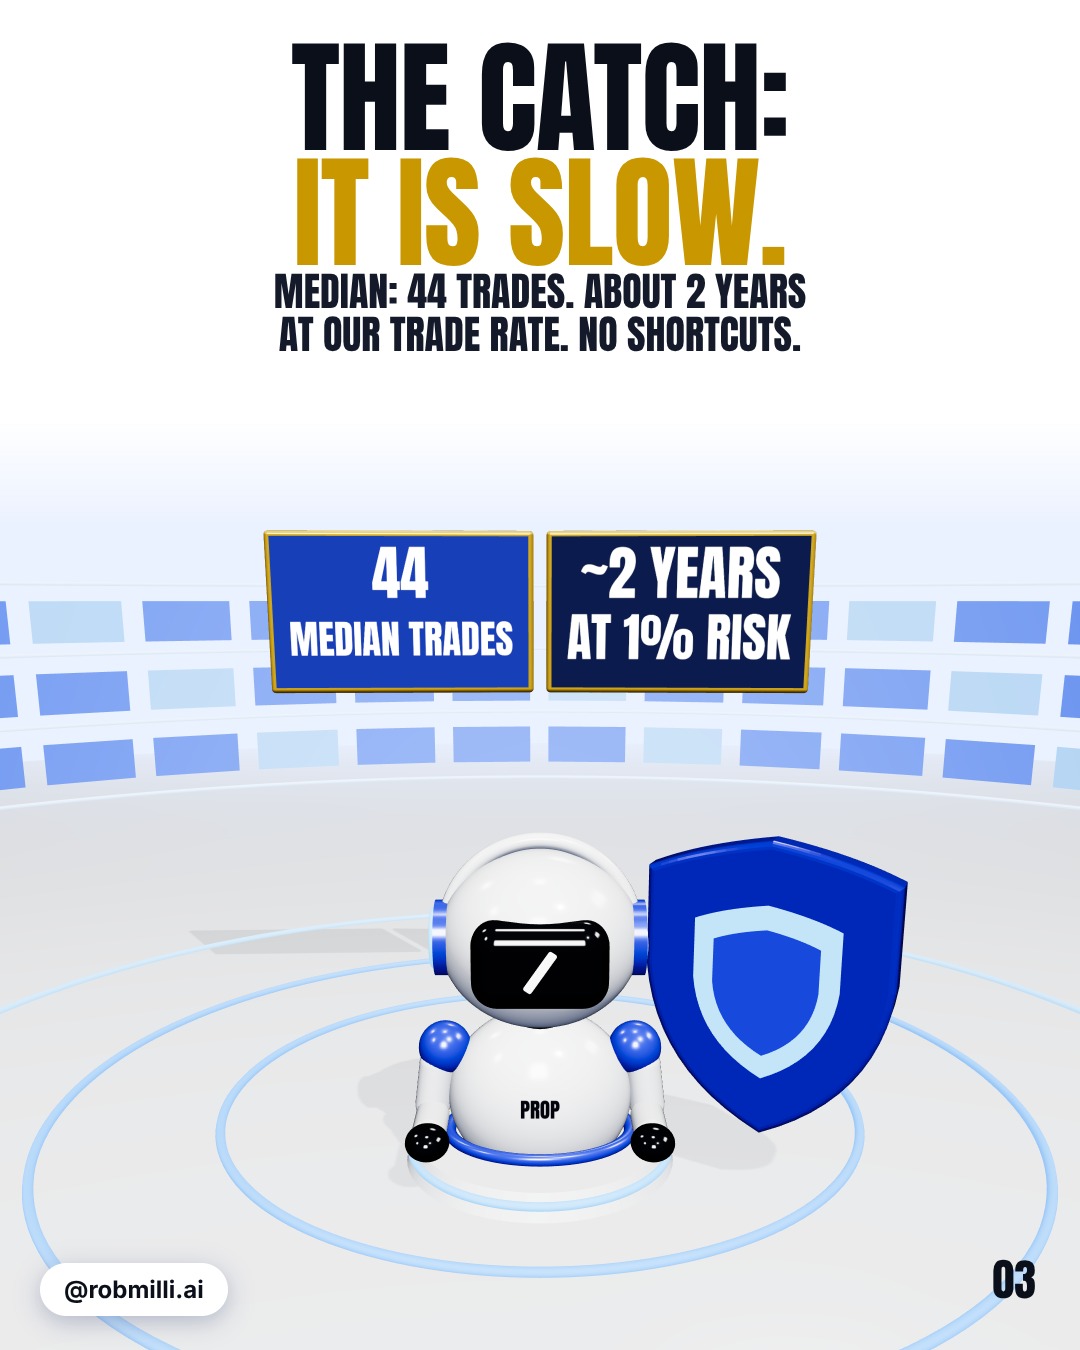 THE CATCH:
IT IS SLOW.
MEDIAN: 44 TRADES. ABOUT 2 YEARS
AT OUR TRADE RATE. NO SHORTCUTS.
44
MEDIAN TRADES
~2 YEARS
AT 1% RISK
PROP
@robmilli.ai
03